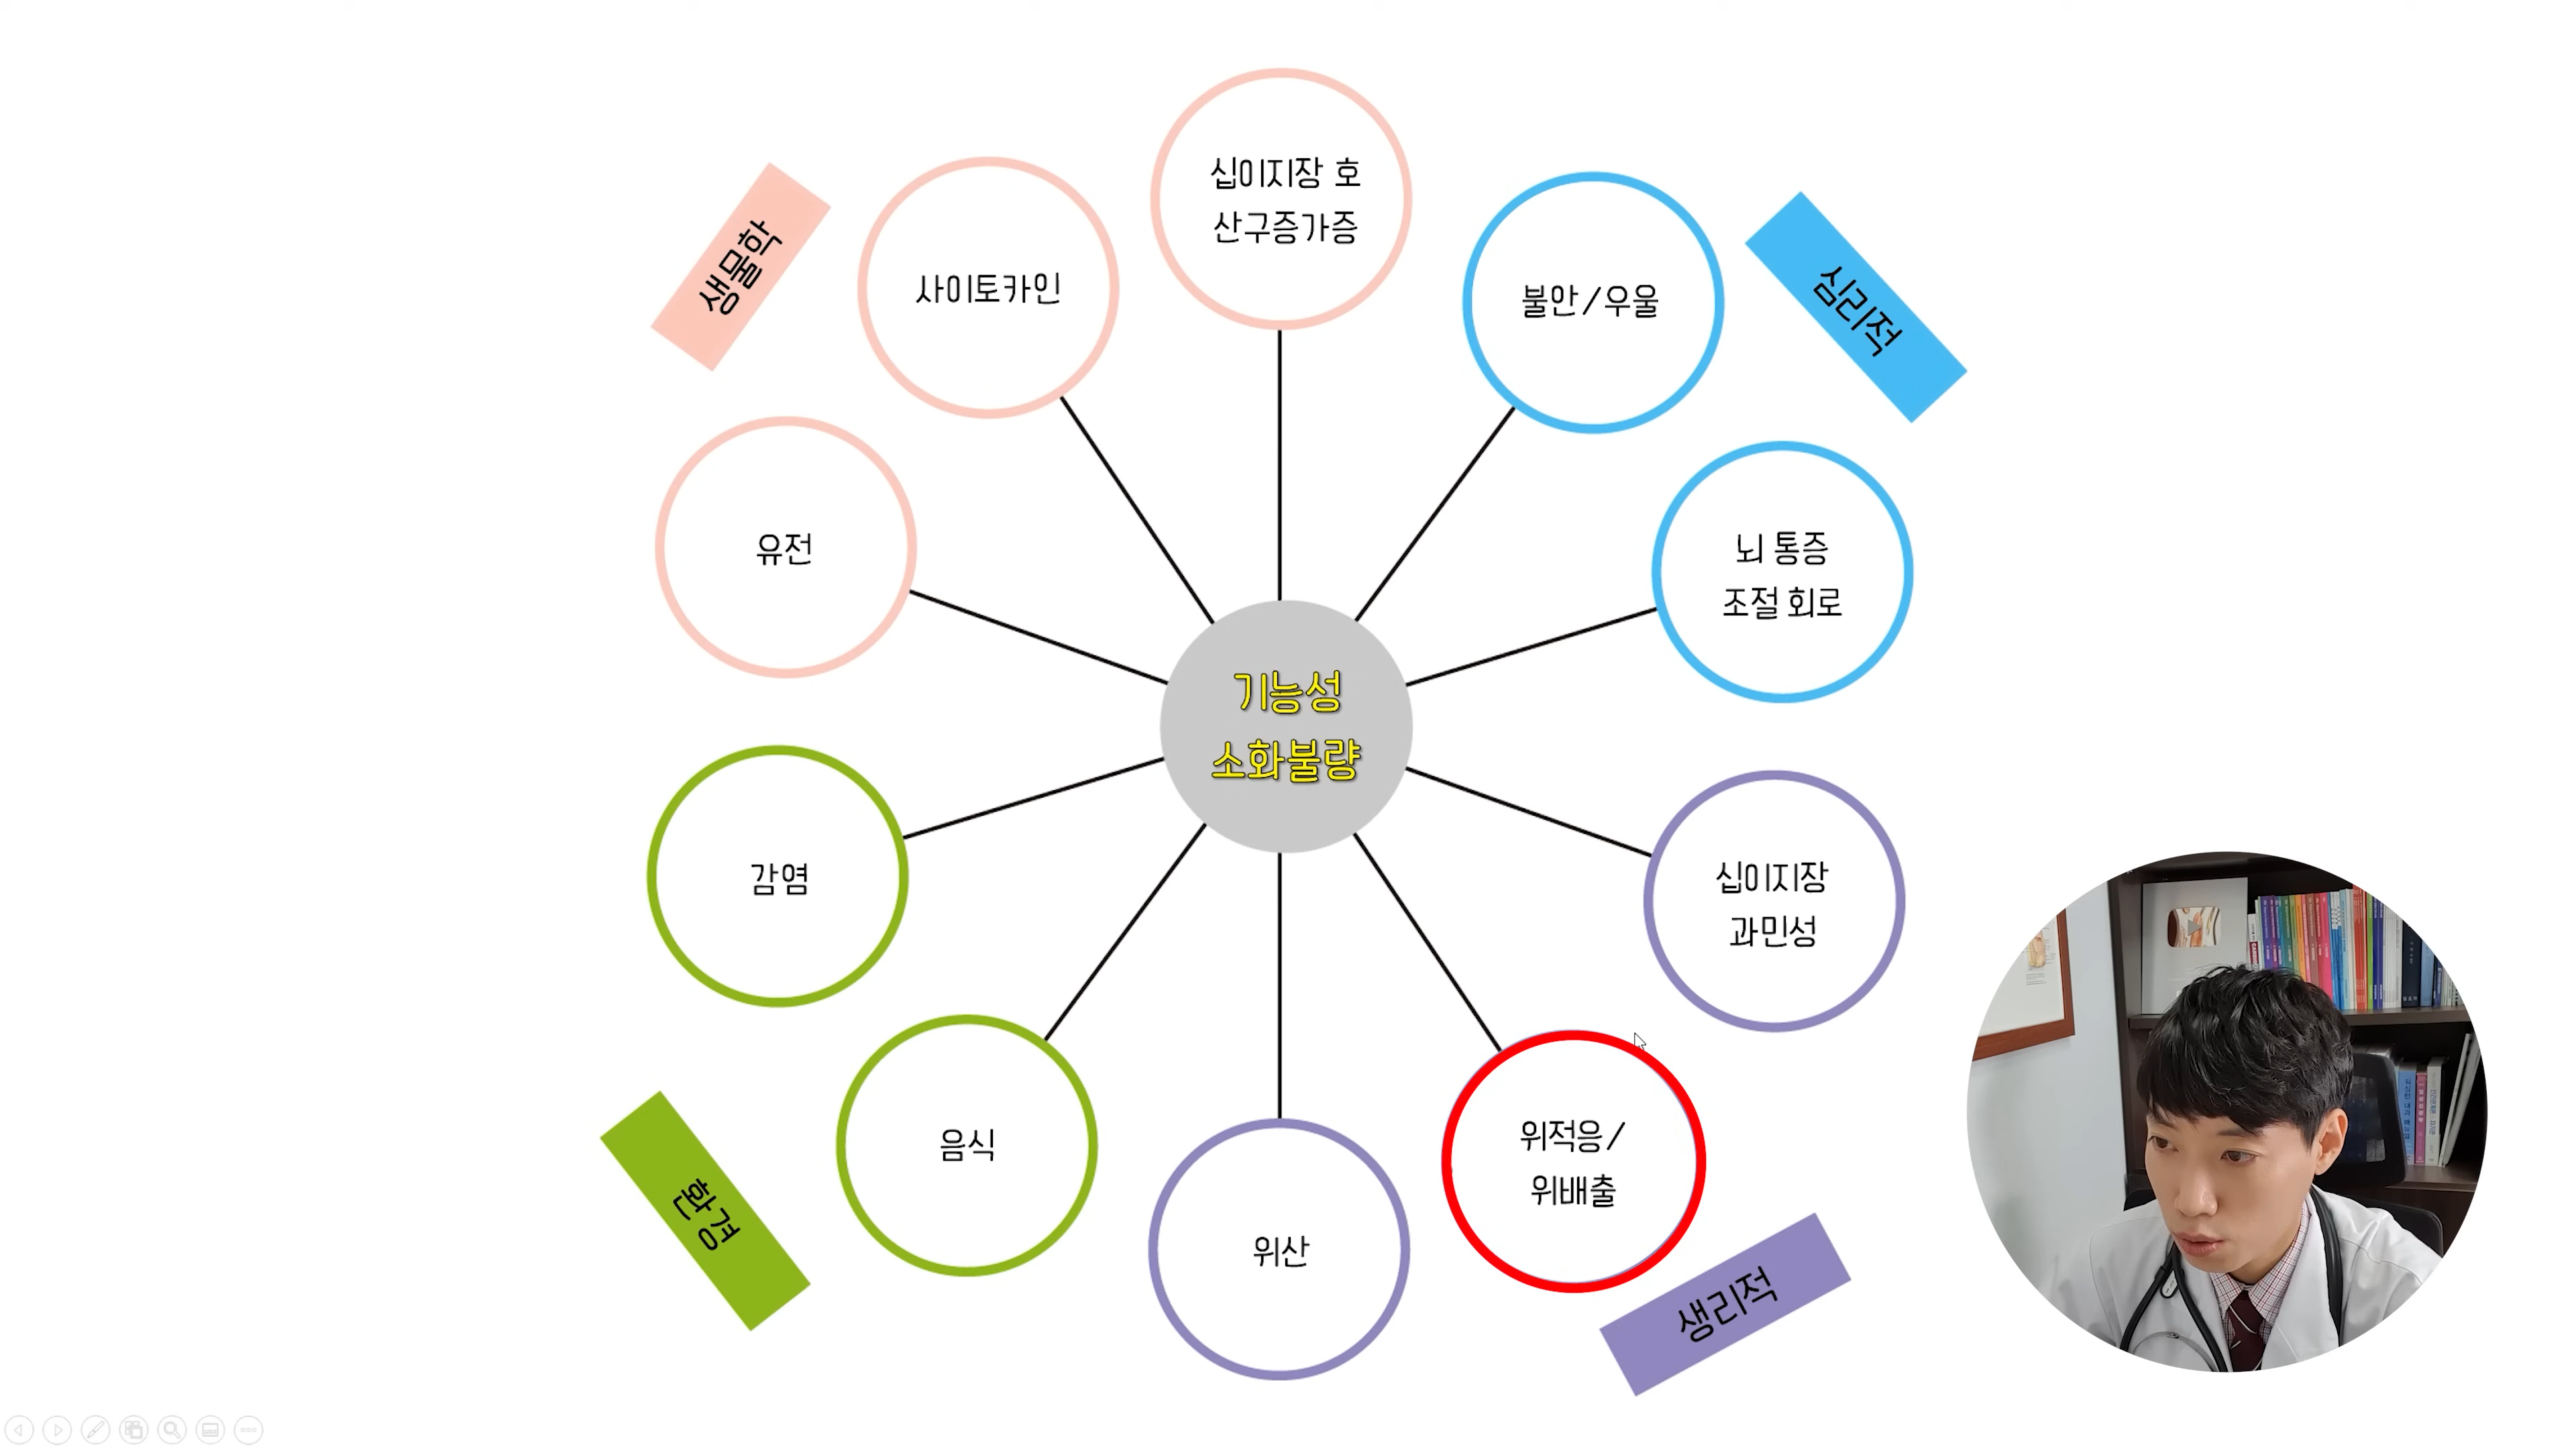 생물학
사이토카인
십이지장 호
산구증가증
불안/우울
심리적
유전
뇌 통증
조절 회로
기능성
소화불량
감염
십이지장
과민성
환경
음식
위산
위적응/
위배출
생리적